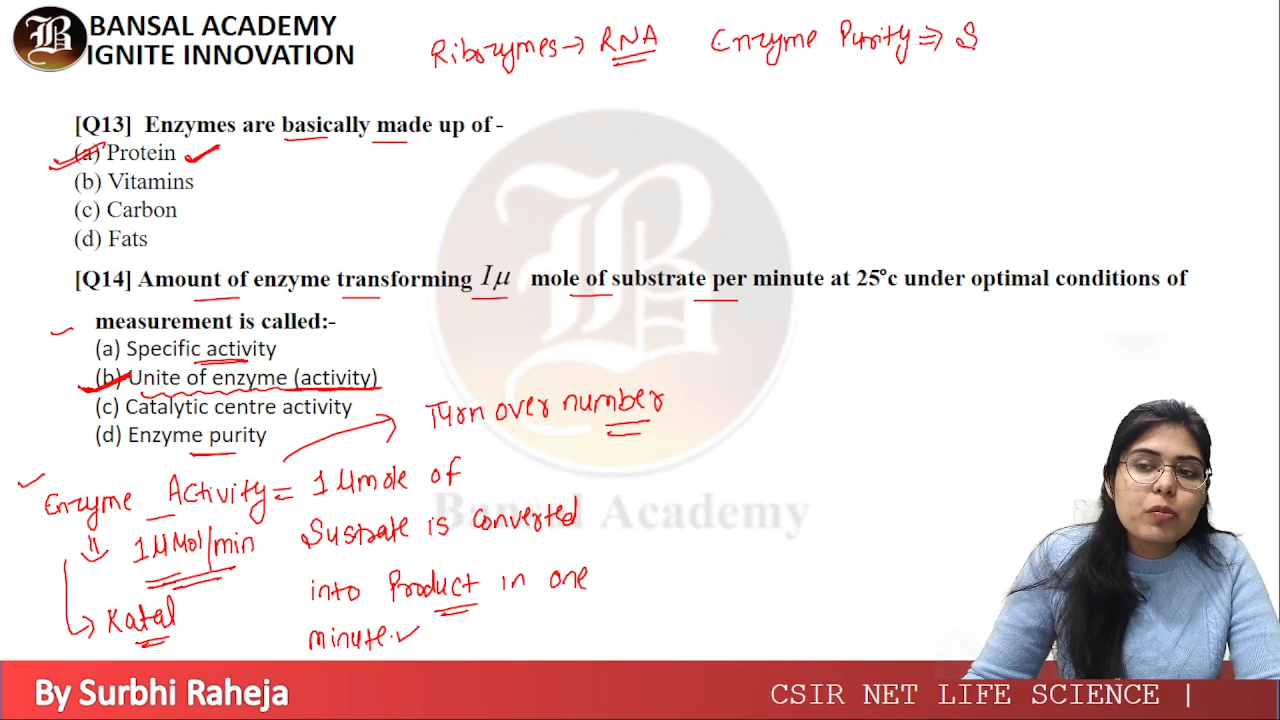 BANSAL ACADEMY
IGNITE INNOVATION
Ribozymes → RNA
Enzyme Purity ⇒ S
[Q13] Enzymes are basically made up of -
(a) Protein
(b) Vitamins
(c) Carbon
(d) Fats
[Q14] Amount of enzyme transforming Iμ mole of substrate per minute at 25°c under optimal conditions of
measurement is called:-
(a) Specific activity
(b) Unite of enzyme (activity)
(c) Catalytic centre activity
(d) Enzyme purity
Turn over number
Enzyme Activity = 1 μmole of
Sustrate is converted
into Product in one
minute.
1 μMol/min
Katal
Bansal Academy
By Surbhi Raheja
CSIR NET LIFE SCIENCE |